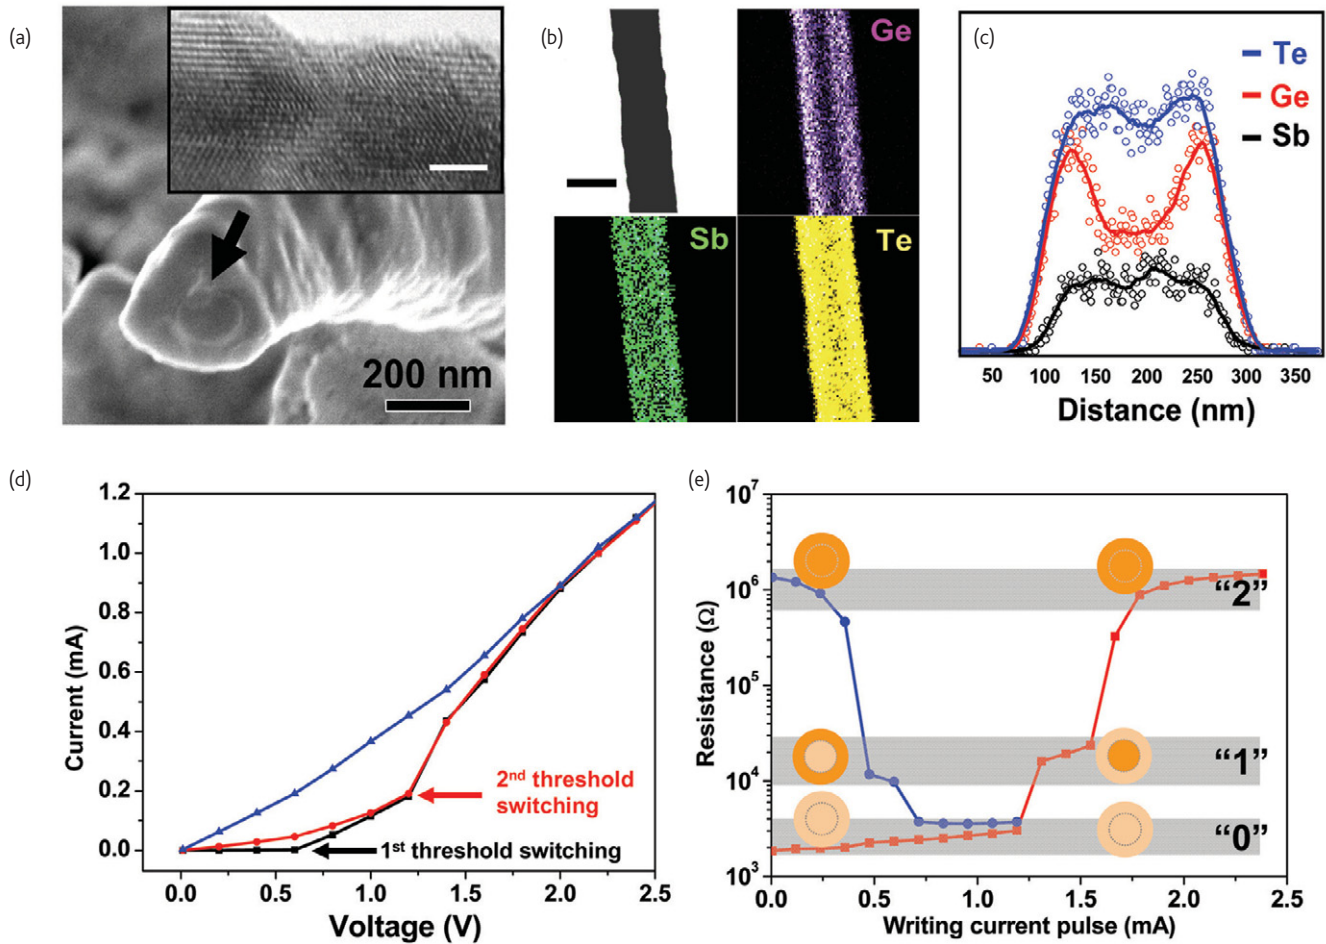 (a)
200 nm
(b)
Ge
Sb
Te
(c)
Te
Ge
Sb
50 100 150 200 250 300 350
Distance (nm)
(d)
1.2
1.0
0.8
0.6
0.4
0.2
0.0
Current (mA)
2nd threshold
switching
1st threshold switching
0.0 0.5 1.0 1.5 2.0 2.5
Voltage (V)
(e)
10^7
10^6
10^5
10^4
10^3
Resistance (Ω)
“2”
“1”
“0”
0.0 0.5 1.0 1.5 2.0 2.5
Writing current pulse (mA)